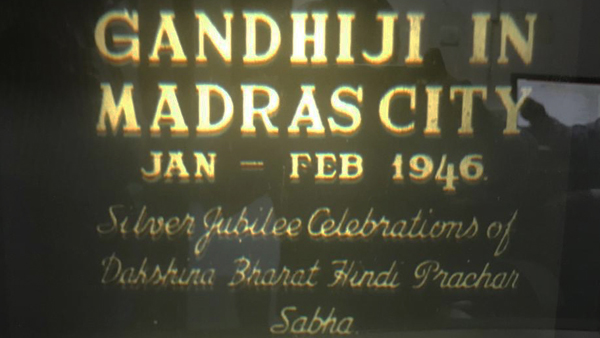 GANDHIJI IN
MADRAS CITY
JAN - FEB 1946.
Silver Jubilee Celebrations of
Dakshina Bharat Hindi Prachar
Sabha.